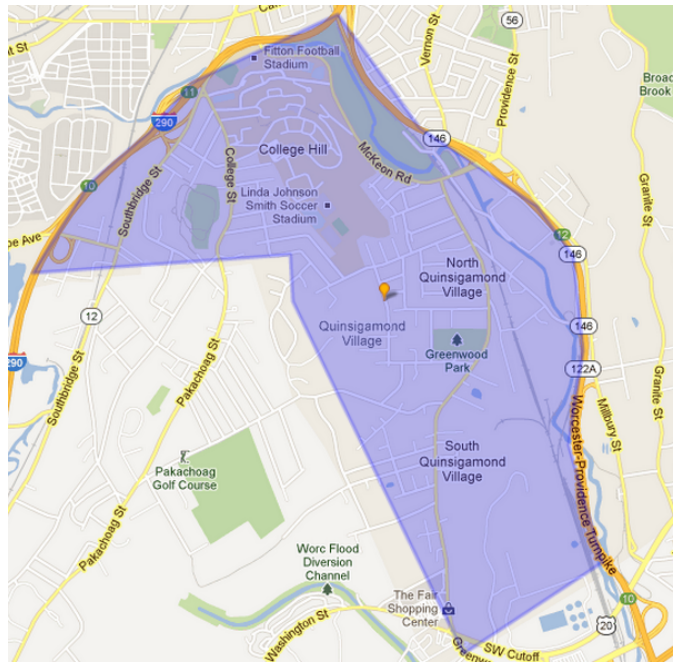 56
Vernon St
Providence St
Fitton Football
Stadium
Broad
Brook
11
290
146
College Hill
McKeon Rd
Granite St
Southbridge St
College St
10
Linda Johnson
Smith Soccer
Stadium
12
146
North
Quinsigamond
Village
12
Quinsigamond
Village
146
Greenwood
Park
290
122A
Southbridge St
Pakachoag St
Worcester-Providence Turnpike
Millbury St
Granite St
South
Quinsigamond
Village
Pakachoag
Golf Course
Pakachoag St
Worc Flood
Diversion
Channel
The Fair
Shopping
Center
10
20
Washington St
SW Cutoff